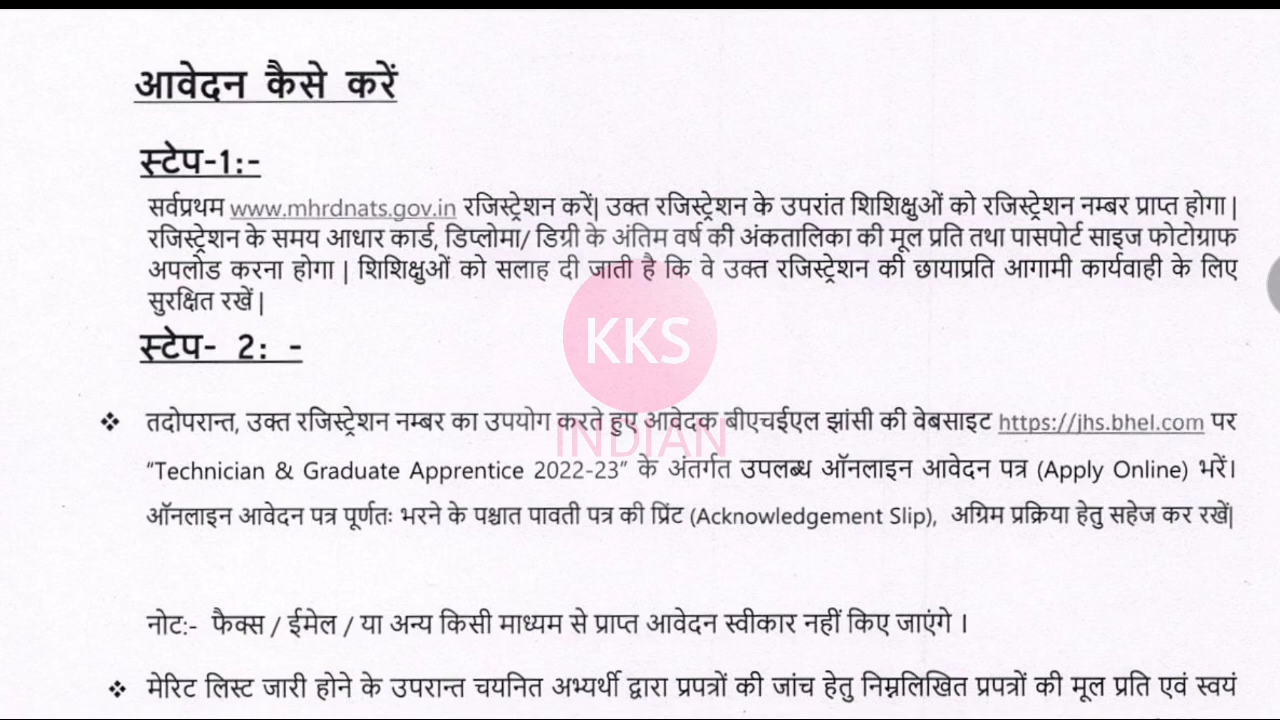 आवेदन कैसे करें
स्टेप-1:-
सर्वप्रथम www.mhrdnats.gov.in रजिस्ट्रेशन करें| उक्त रजिस्ट्रेशन के उपरांत शिशिक्षुओं को रजिस्ट्रेशन नम्बर प्राप्त होगा |
रजिस्ट्रेशन के समय आधार कार्ड, डिप्लोमा/ डिग्री के अंतिम वर्ष की अंकतालिका की मूल प्रति तथा पासपोर्ट साइज फोटोग्राफ
अपलोड करना होगा | शिशिक्षुओं को सलाह दी जाती है कि वे उक्त रजिस्ट्रेशन की छायाप्रति आगामी कार्यवाही के लिए
सुरक्षित रखें |
KKS
INDIAN
स्टेप- 2: -
❖ तदोपरान्त, उक्त रजिस्ट्रेशन नम्बर का उपयोग करते हुए आवेदक बीएचईएल झांसी की वेबसाइट https://jhs.bhel.com पर
“Technician & Graduate Apprentice 2022-23” के अंतर्गत उपलब्ध ऑनलाइन आवेदन पत्र (Apply Online) भरें।
ऑनलाइन आवेदन पत्र पूर्णतः भरने के पश्चात पावती पत्र की प्रिंट (Acknowledgement Slip), अग्रिम प्रक्रिया हेतु सहेज कर रखें|
नोट:- फैक्स / ईमेल / या अन्य किसी माध्यम से प्राप्त आवेदन स्वीकार नहीं किए जाएंगे ।
❖ मेरिट लिस्ट जारी होने के उपरान्त चयनित अभ्यर्थी द्वारा प्रपत्रों की जांच हेतु निम्नलिखित प्रपत्रों की मूल प्रति एवं स्वयं